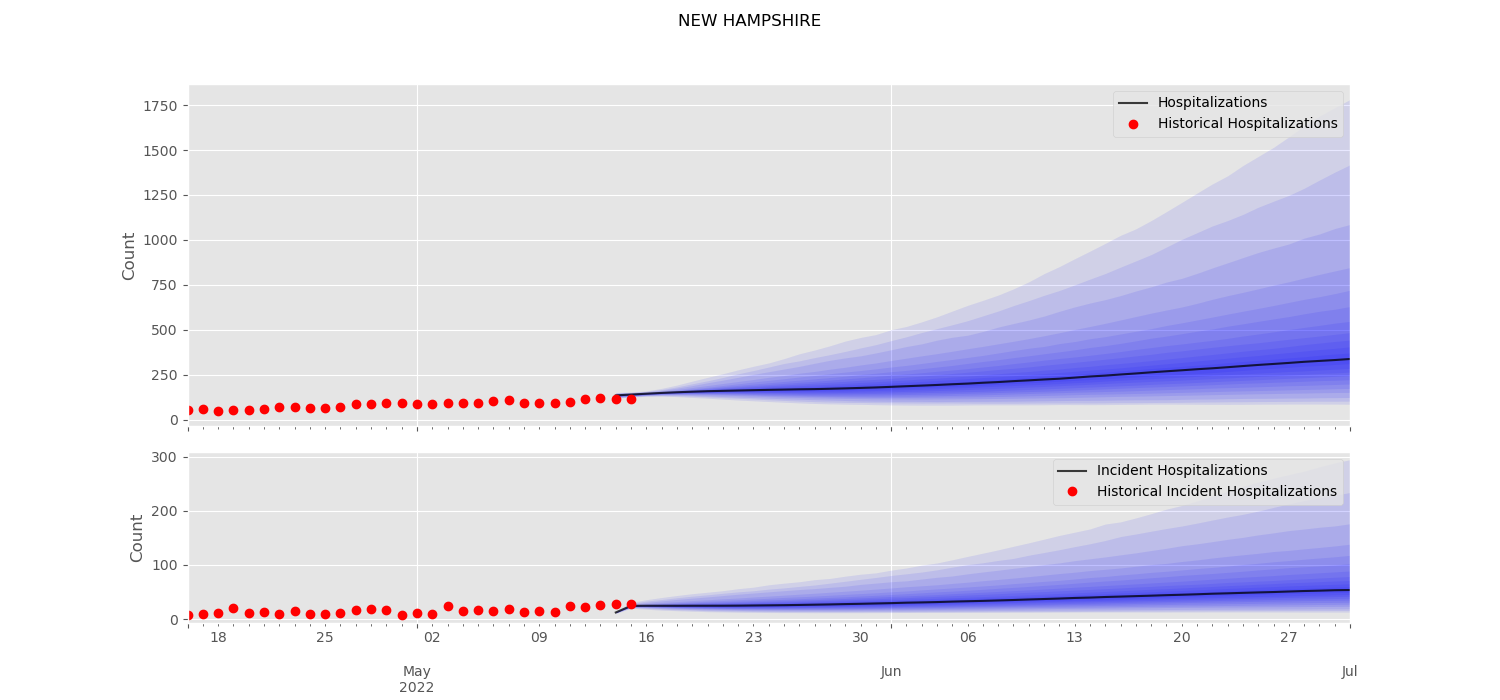 NEW HAMPSHIRE
1750
1500
1250
1000
750
500
250
0
Count
Hospitalizations
Historical Hospitalizations
300
200
100
0
Count
Incident Hospitalizations
Historical Incident Hospitalizations
18 25 02 09 16 23 30 06 13 20 27
May Jun Jul
2022